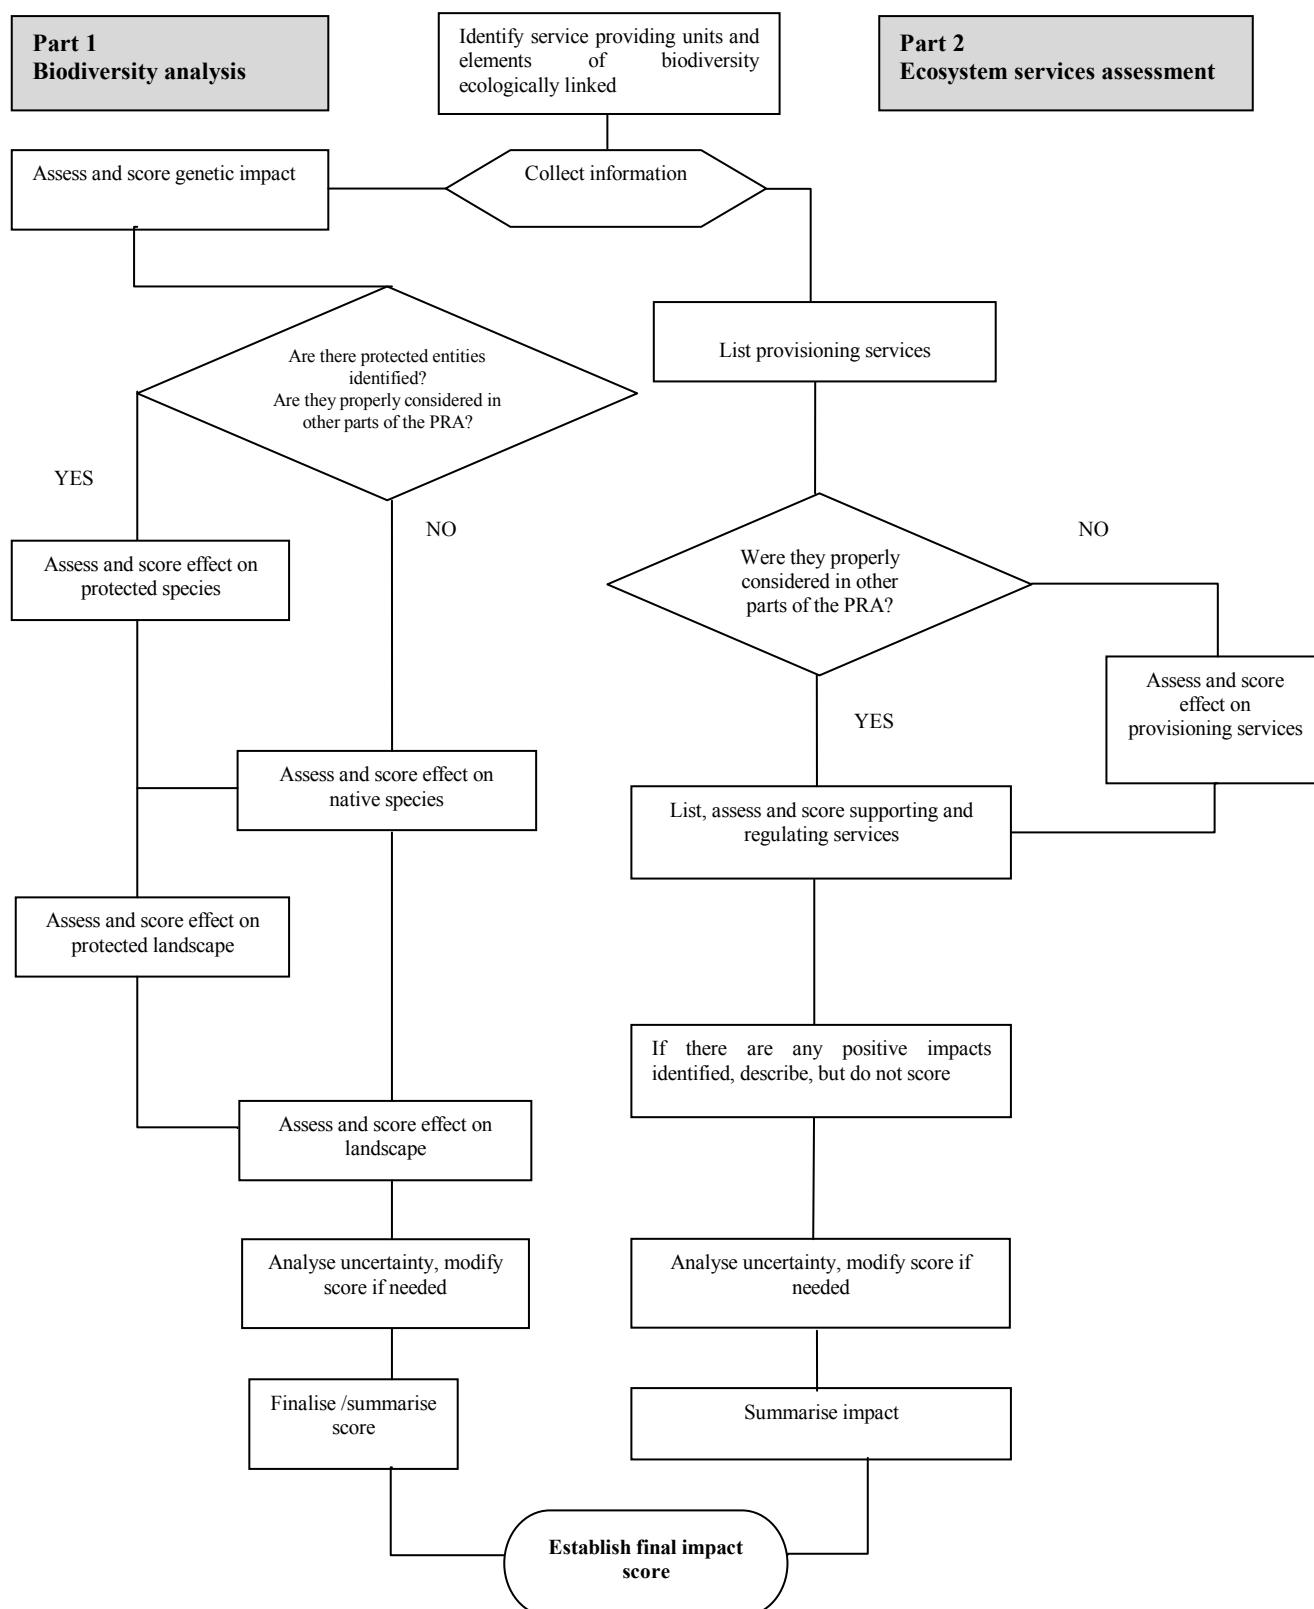 Part 1
Biodiversity analysis
Identify service providing units and
elements of biodiversity
ecologically linked
Part 2
Ecosystem services assessment
Assess and score genetic impact
Collect information
Are there protected entities
identified?
Are they properly considered in
other parts of the PRA?
List provisioning services
YES
NO
Assess and score effect on
protected species
Were they properly
considered in other
parts of the PRA?
NO
YES
Assess and score
effect on
provisioning services
Assess and score effect on
native species
List, assess and score supporting and
regulating services
Assess and score effect on
protected landscape
If there are any positive impacts
identified, describe, but do not score
Assess and score effect on
landscape
Analyse uncertainty, modify
score if needed
Analyse uncertainty, modify score if
needed
Finalise /summarise
score
Summarise impact
Establish final impact
score